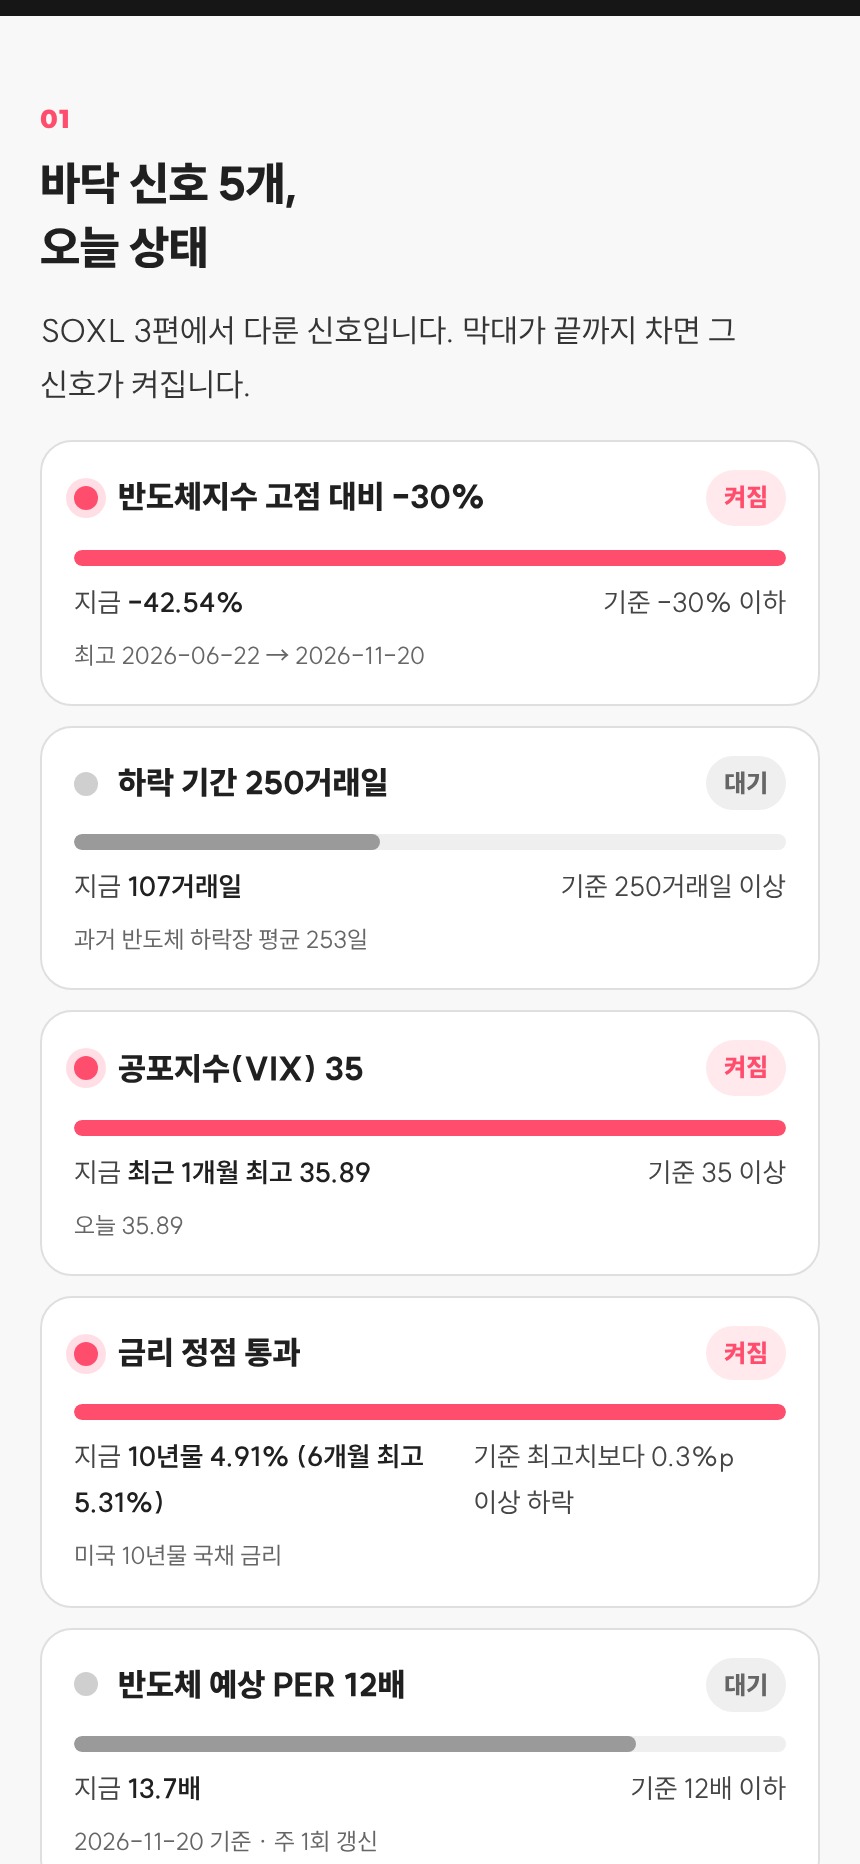 01
바닥 신호 5개,
오늘 상태
SOXL 3편에서 다룬 신호입니다. 막대가 끝까지 차면 그
신호가 켜집니다.
반도체지수 고점 대비 -30%
켜짐
지금 -42.54%
기준 -30% 이하
최고 2026-06-22 → 2026-11-20
하락 기간 250거래일
대기
지금 107거래일
기준 250거래일 이상
과거 반도체 하락장 평균 253일
공포지수(VIX) 35
켜짐
지금 최근 1개월 최고 35.89
기준 35 이상
오늘 35.89
금리 정점 통과
켜짐
지금 10년물 4.91% (6개월 최고
5.31%)
기준 최고치보다 0.3%p
이상 하락
미국 10년물 국채 금리
반도체 예상 PER 12배
대기
지금 13.7배
기준 12배 이하
2026-11-20 기준 · 주 1회 갱신